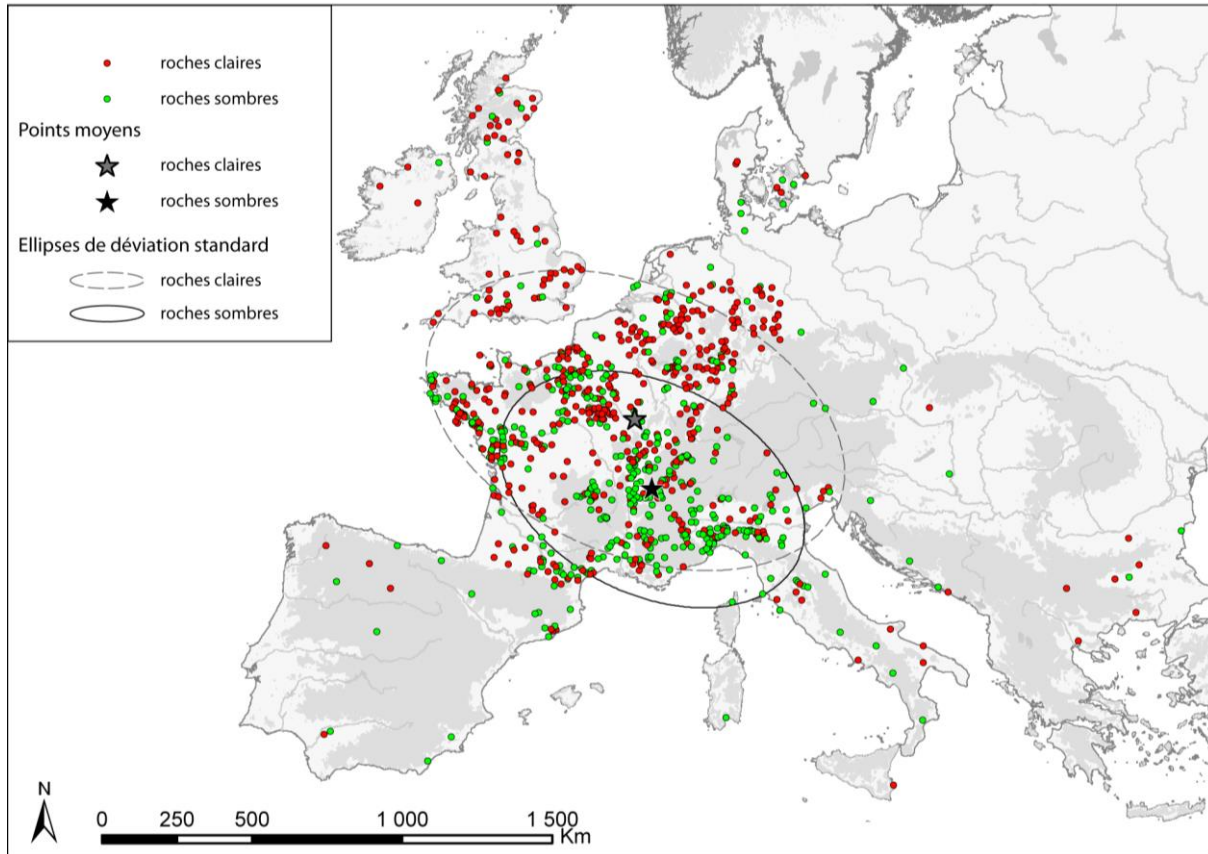 roches claires
roches sombres
Points moyens
roches claires
roches sombres
Ellipses de déviation standard
roches claires
roches sombres
N
0 250 500 1 000 1 500
Km